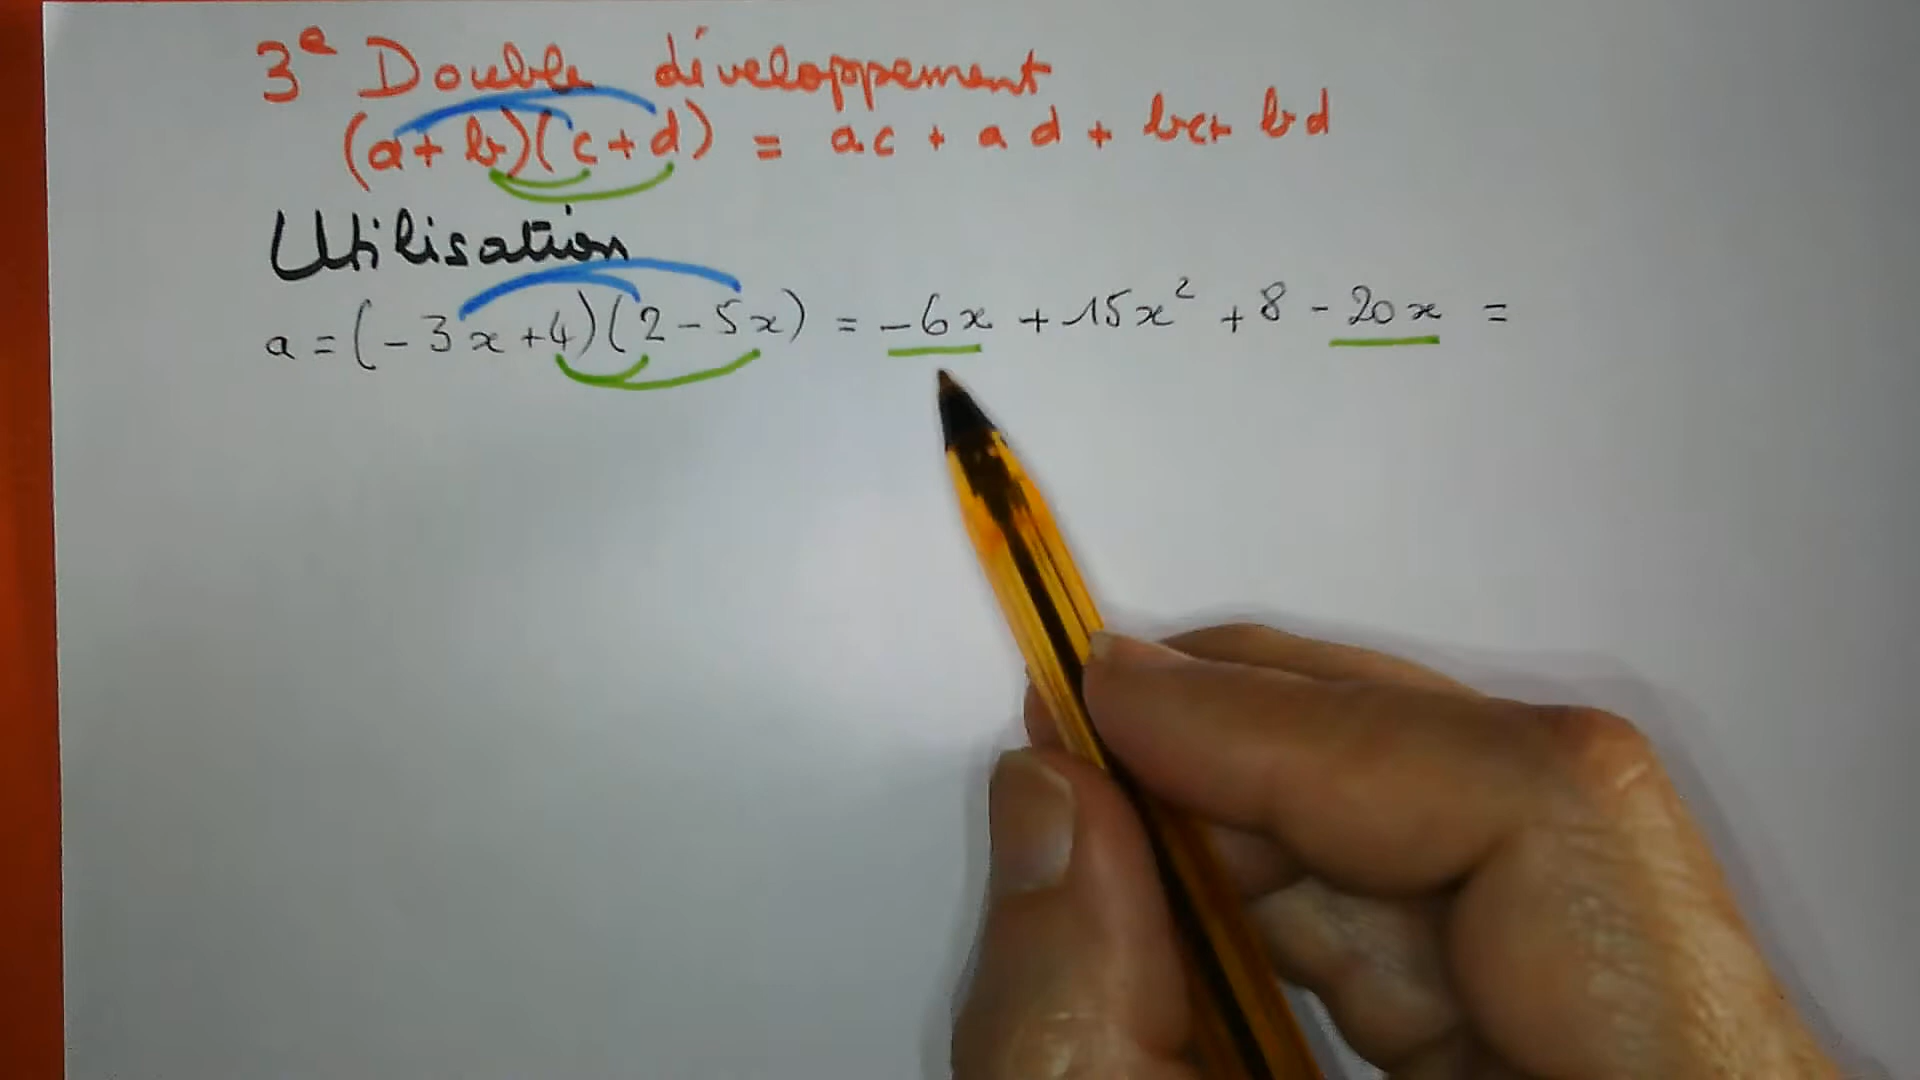 3e Double développement
(a+b)(c+d) = ac + ad + bc + bd
Utilisation
a = (-3x+4)(2-5x) = -6x + 15x² + 8 - 20x =